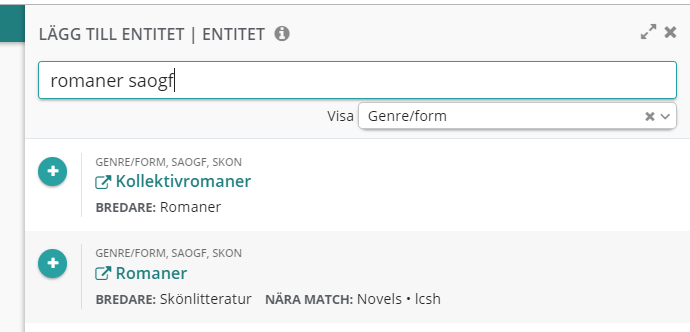 LÄGG TILL ENTITET | ENTITET
romaner saogf
Visa Genre/form
GENRE/FORM, SAOGF, SKON
Kollektivromaner
BREDARE: Romaner
GENRE/FORM, SAOGF, SKON
Romaner
BREDARE: Skönlitteratur NÄRA MATCH: Novels • lcsh